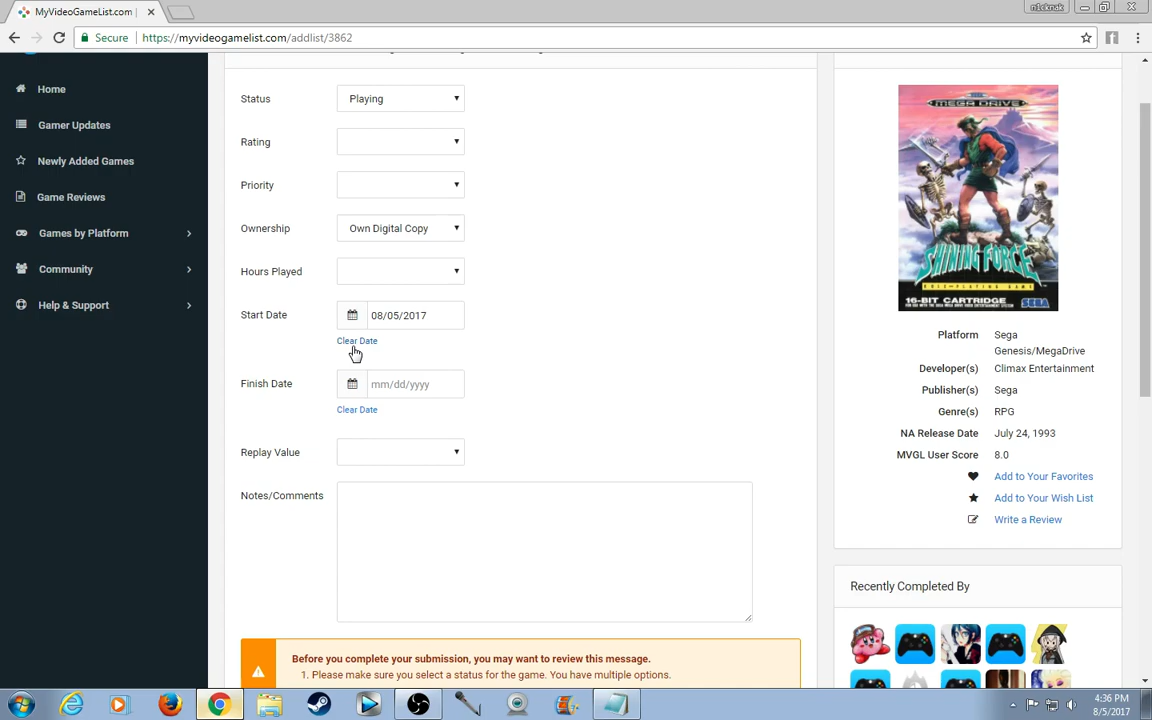 MyVideoGameList.com
n1cknak
Secure
https://myvideogamelist.com/addlist/3862
Home
Gamer Updates
Newly Added Games
Game Reviews
Games by Platform
Community
Help & Support
Status
Playing
Rating
Priority
Ownership
Own Digital Copy
Hours Played
Start Date
08/05/2017
Clear Date
Finish Date
mm/dd/yyyy
Clear Date
Replay Value
Notes/Comments
Before you complete your submission, you may want to review this message.
1. Please make sure you select a status for the game. You have multiple options.
MEGA DRIVE
SHINING FORCE
ROLE-PLAYING GAME
16-BIT CARTRIDGE
SEGA
Platform
Sega
Genesis/MegaDrive
Developer(s)
Climax Entertainment
Publisher(s)
Sega
Genre(s)
RPG
NA Release Date
July 24, 1993
MVGL User Score
8.0
Add to Your Favorites
Add to Your Wish List
Write a Review
Recently Completed By
4:36 PM
8/5/2017